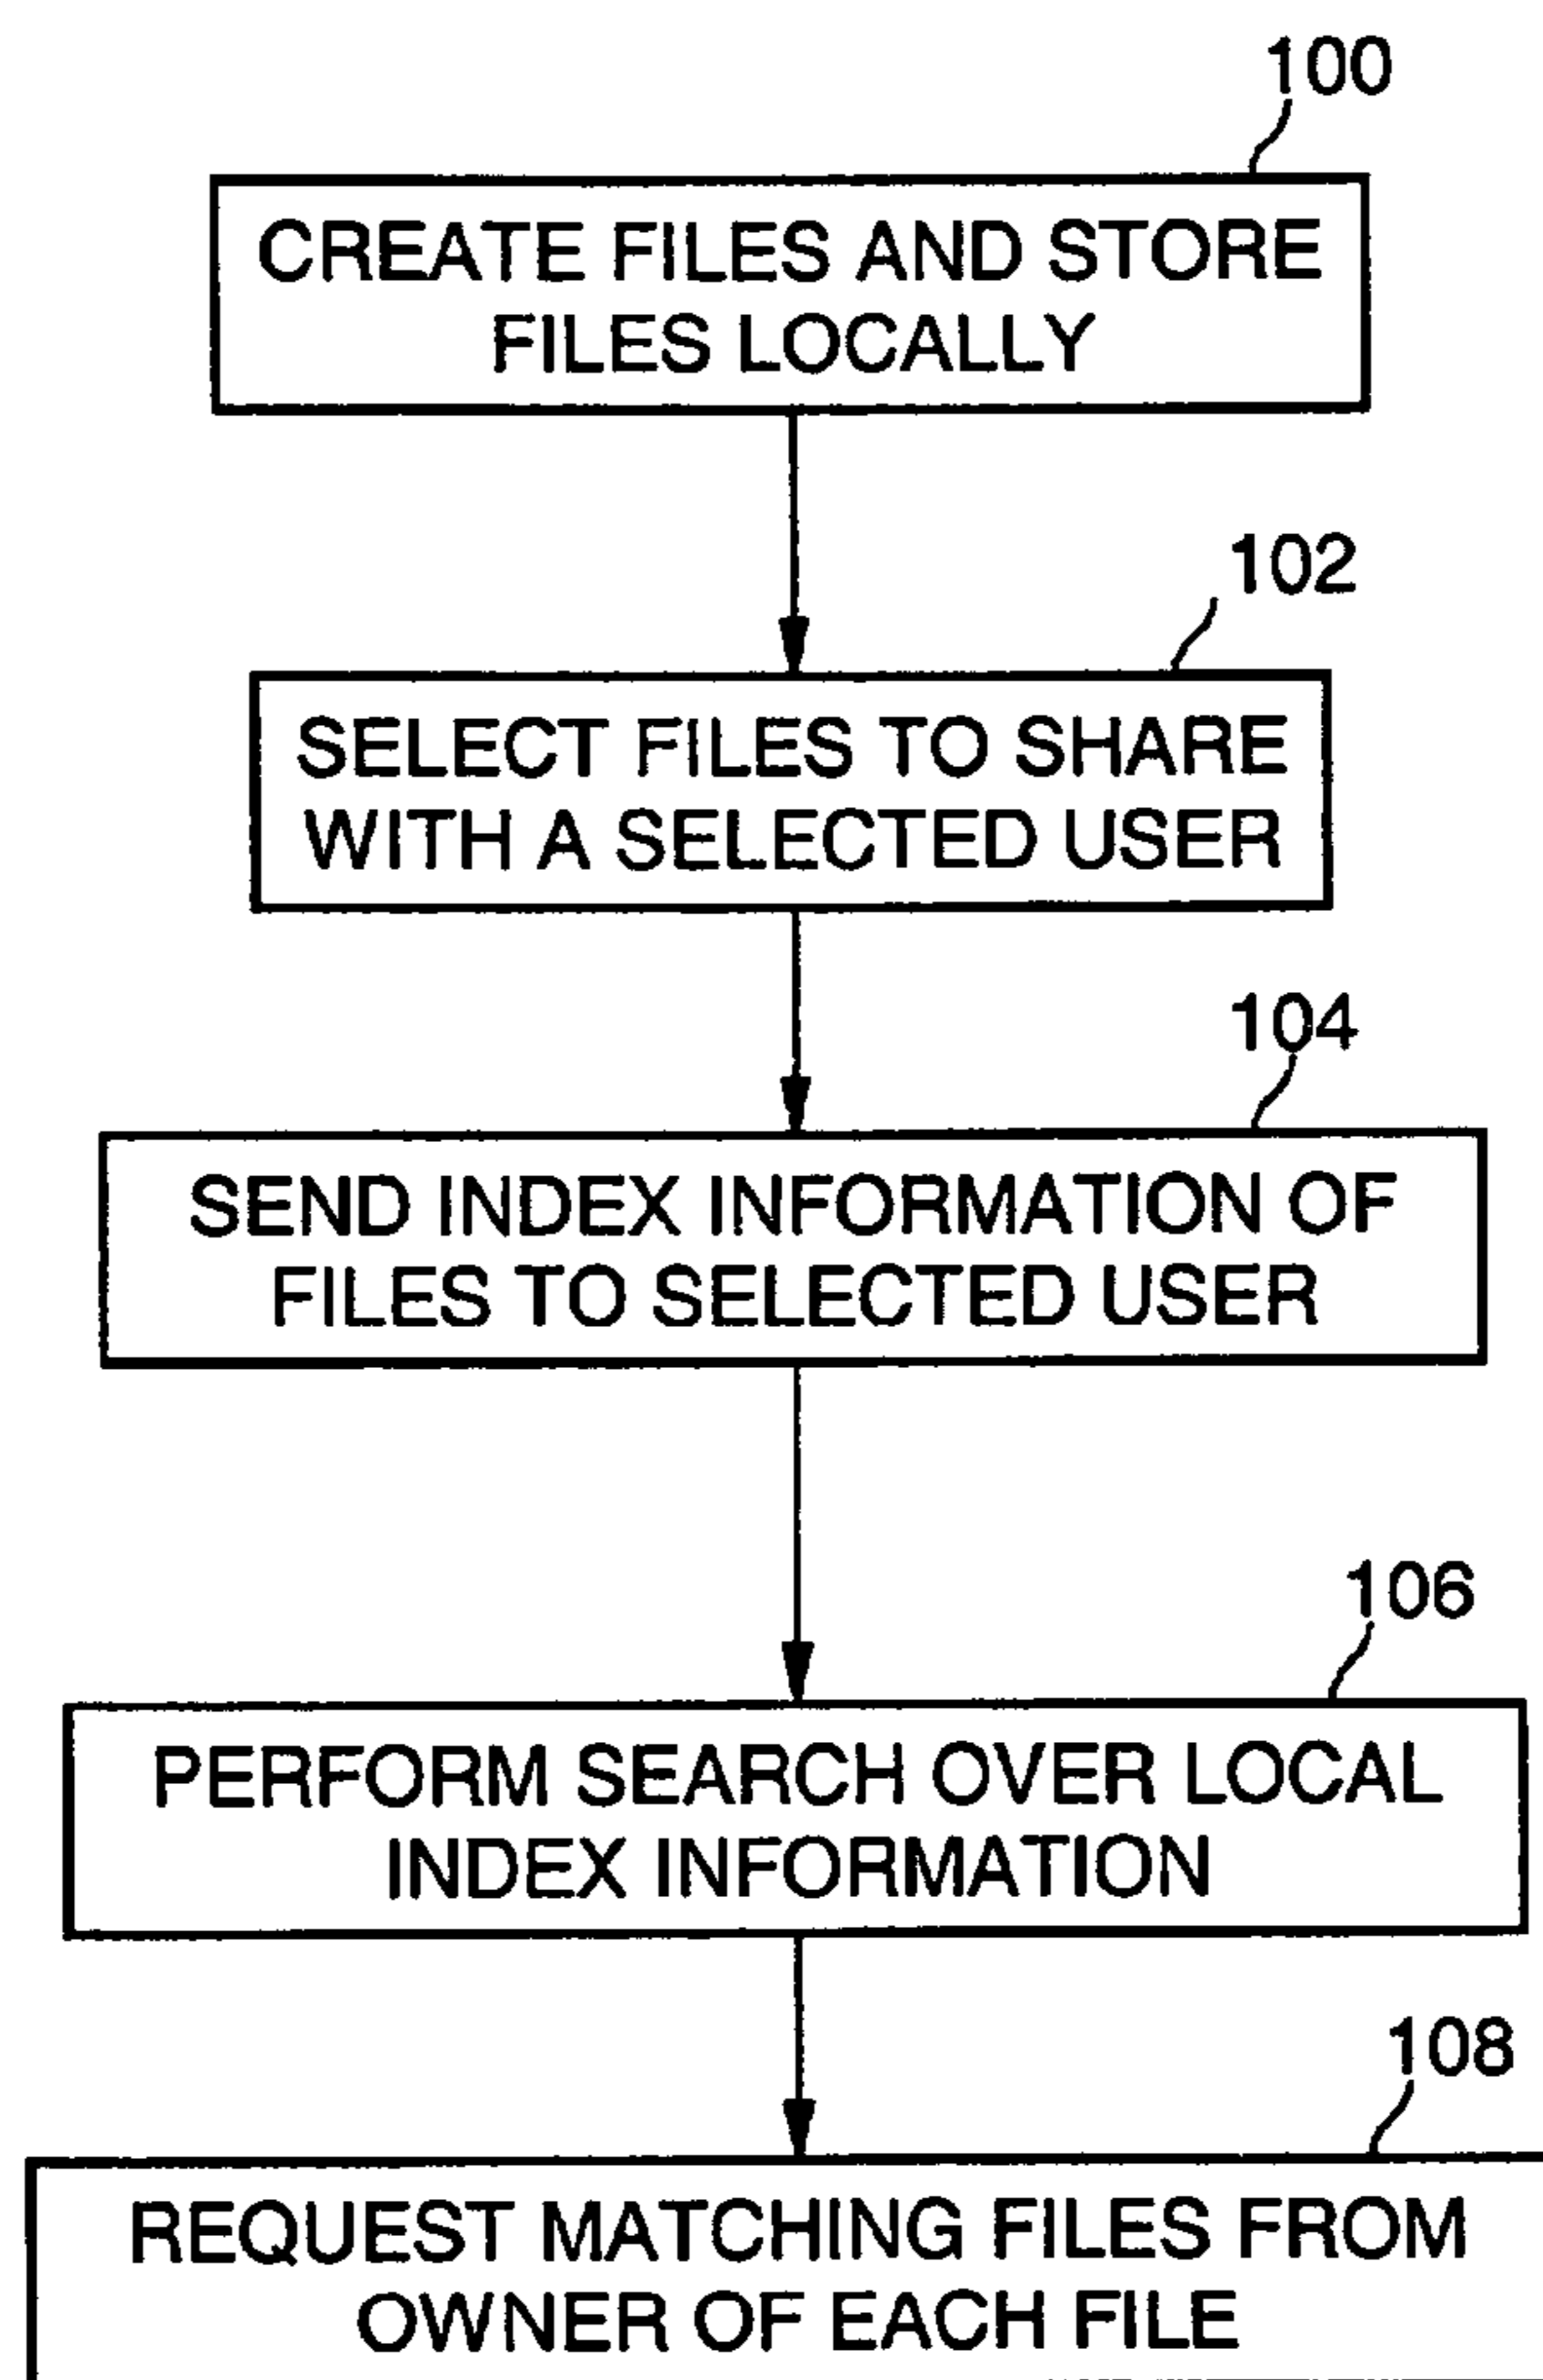 100
CREATE FILES AND STORE
FILES LOCALLY
102
SELECT FILES TO SHARE
WITH A SELECTED USER
104
SEND INDEX INFORMATION OF
FILES TO SELECTED USER
106
PERFORM SEARCH OVER LOCAL
INDEX INFORMATION
108
REQUEST MATCHING FILES FROM
OWNER OF EACH FILE